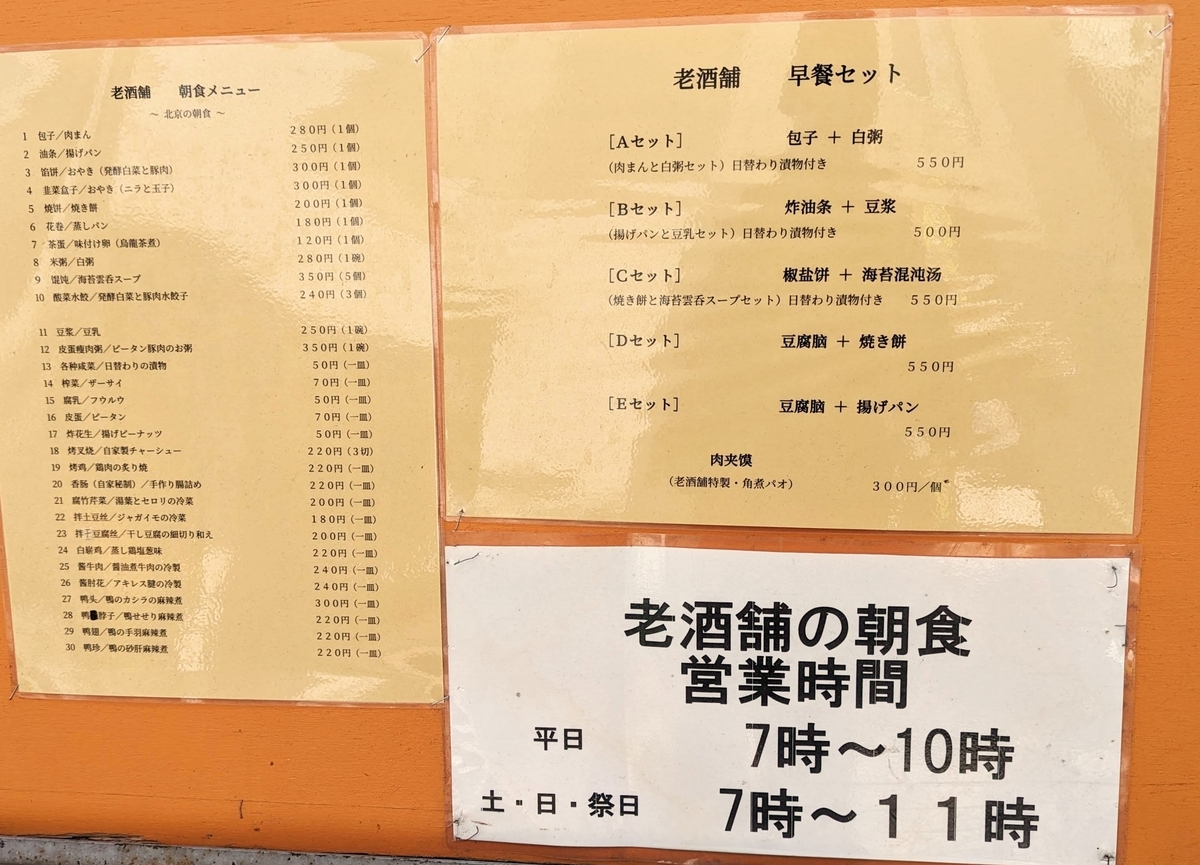 老酒舗 朝食メニュー
～ 北京の朝食 ～
1 包子／肉まん 280円（1個）
2 油条／揚げパン 250円（1個）
3 馅饼／おやき（発酵白菜と豚肉） 300円（1個）
4 韭菜盒子／おやき（ニラと玉子） 300円（1個）
5 焼饼／焼き餅 200円（1個）
6 花巻／蒸しパン 180円（1個）
7 茶蛋／味付け卵（烏龍茶煮） 120円（1個）
8 米粥／白粥 280円（1碗）
9 馄饨／海苔雲呑スープ 350円（5個）
10 酸菜水餃／発酵白菜と豚肉水餃子 240円（3個）
11 豆浆／豆乳 250円（1碗）
12 皮蛋瘦肉粥／ピータン豚肉のお粥 350円（1碗）
13 各种咸菜／日替わりの漬物 50円（一皿）
14 榨菜／ザーサイ 70円（一皿）
15 腐乳／フウルウ 50円（一皿）
16 皮蛋／ピータン 70円（一皿）
17 炸花生／揚げピーナッツ 50円（一皿）
18 烤叉烧／自家製チャーシュー 220円（3切）
19 烤鸡／鶏肉の炙り焼 220円（一皿）
20 香肠（自家秘制）／手作り腸詰め 220円（一皿）
21 腐竹芹菜／湯葉とセロリの冷菜 200円（一皿）
22 拌土豆丝／ジャガイモの冷菜 180円（一皿）
23 拌干豆腐丝／干し豆腐の細切り和え 200円（一皿）
24 白崭鸡／蒸し鶏塩葱味 220円（一皿）
25 酱牛肉／醤油煮牛肉の冷製 240円（一皿）
26 酱肘花／アキレス腱の冷製 240円（一皿）
27 鸭头／鴨のカシラの麻辣煮 300円（一皿）
28 鸭脖子／鴨せせり麻辣煮 220円（一皿）
29 鸭翅／鴨の手羽麻辣煮 220円（一皿）
30 鸭珍／鴨の砂肝麻辣煮 220円（一皿）
老酒舗 早餐セット
［Aセット］ 包子 ＋ 白粥
（肉まんと白粥セット）日替わり漬物付き 550円
［Bセット］ 炸油条 ＋ 豆浆
（揚げパンと豆乳セット）日替わり漬物付き 500円
［Cセット］ 椒盐饼 ＋ 海苔混沌汤
（焼き餅と海苔雲呑スープセット）日替わり漬物付き 550円
［Dセット］ 豆腐脑 ＋ 焼き餅
550円
［Eセット］ 豆腐脑 ＋ 揚げパン
550円
肉夹馍
（老酒舗特製・角煮バオ） 300円／個
老酒舗の朝食
営業時間
平日 7時～10時
土・日・祭日 7時～11時